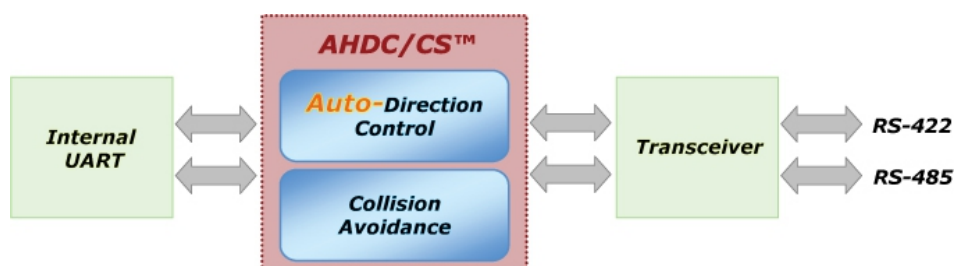 AHDC/CS™
Auto-Direction
Control
Internal
UART
Collision
Avoidance
Transceiver
RS-422
RS-485